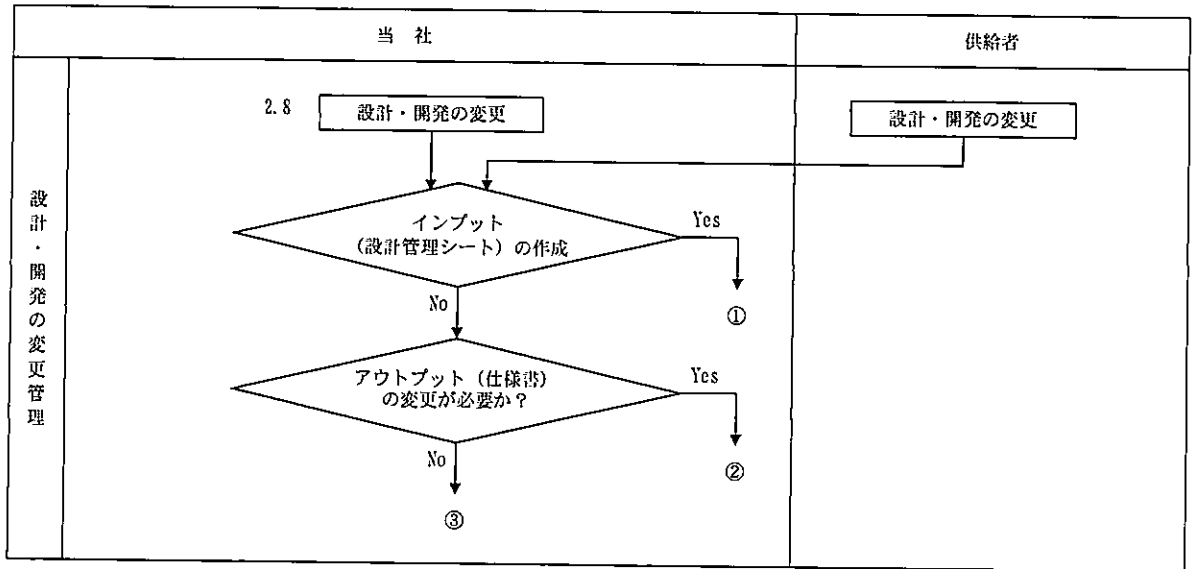 当 社
供給者
設計・開発の変更管理
2.8
設計・開発の変更
設計・開発の変更
インプット
（設計管理シート）の作成
Yes
①
No
アウトプット（仕様書）
の変更が必要か？
Yes
②
No
③